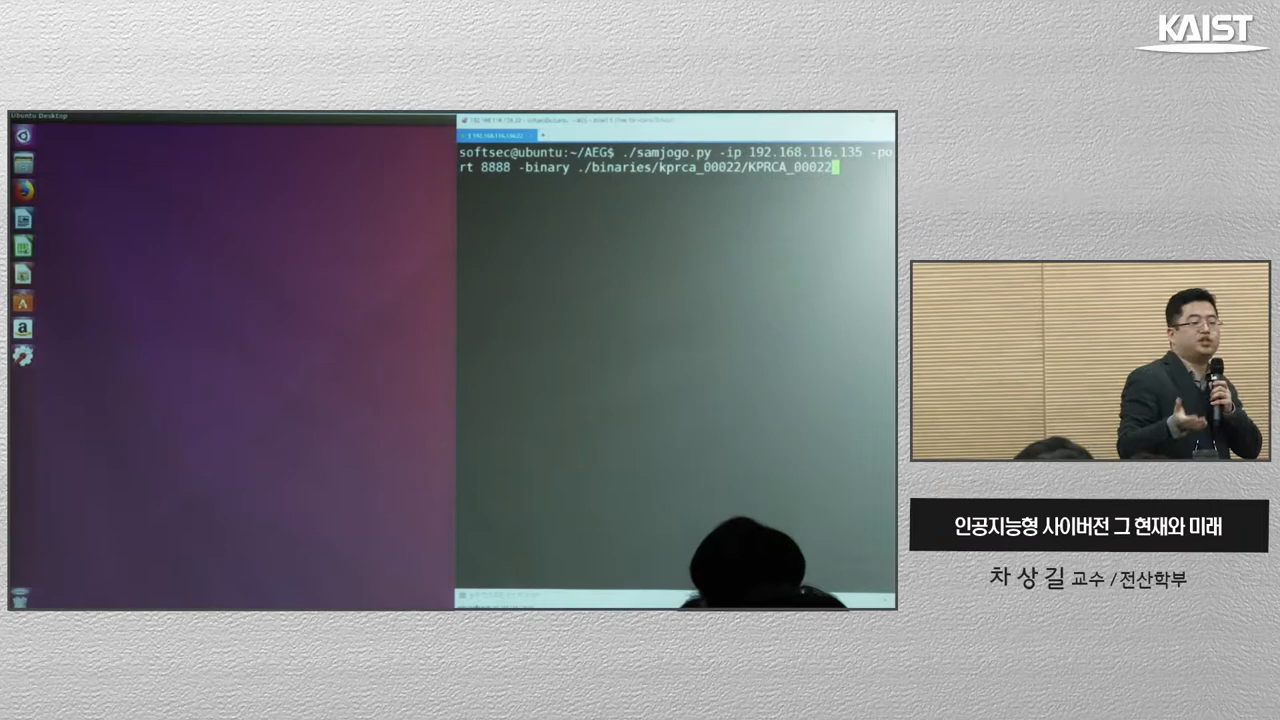 KAIST
Ubuntu Desktop
softsec@ubuntu:~/AEG$ ./samjogo.py -ip 192.168.116.135 -po
rt 8888 -binary ./binaries/kprca_00022/KPRCA_00022
인공지능형 사이버전 그 현재와 미래
차상길 교수 / 전산학부